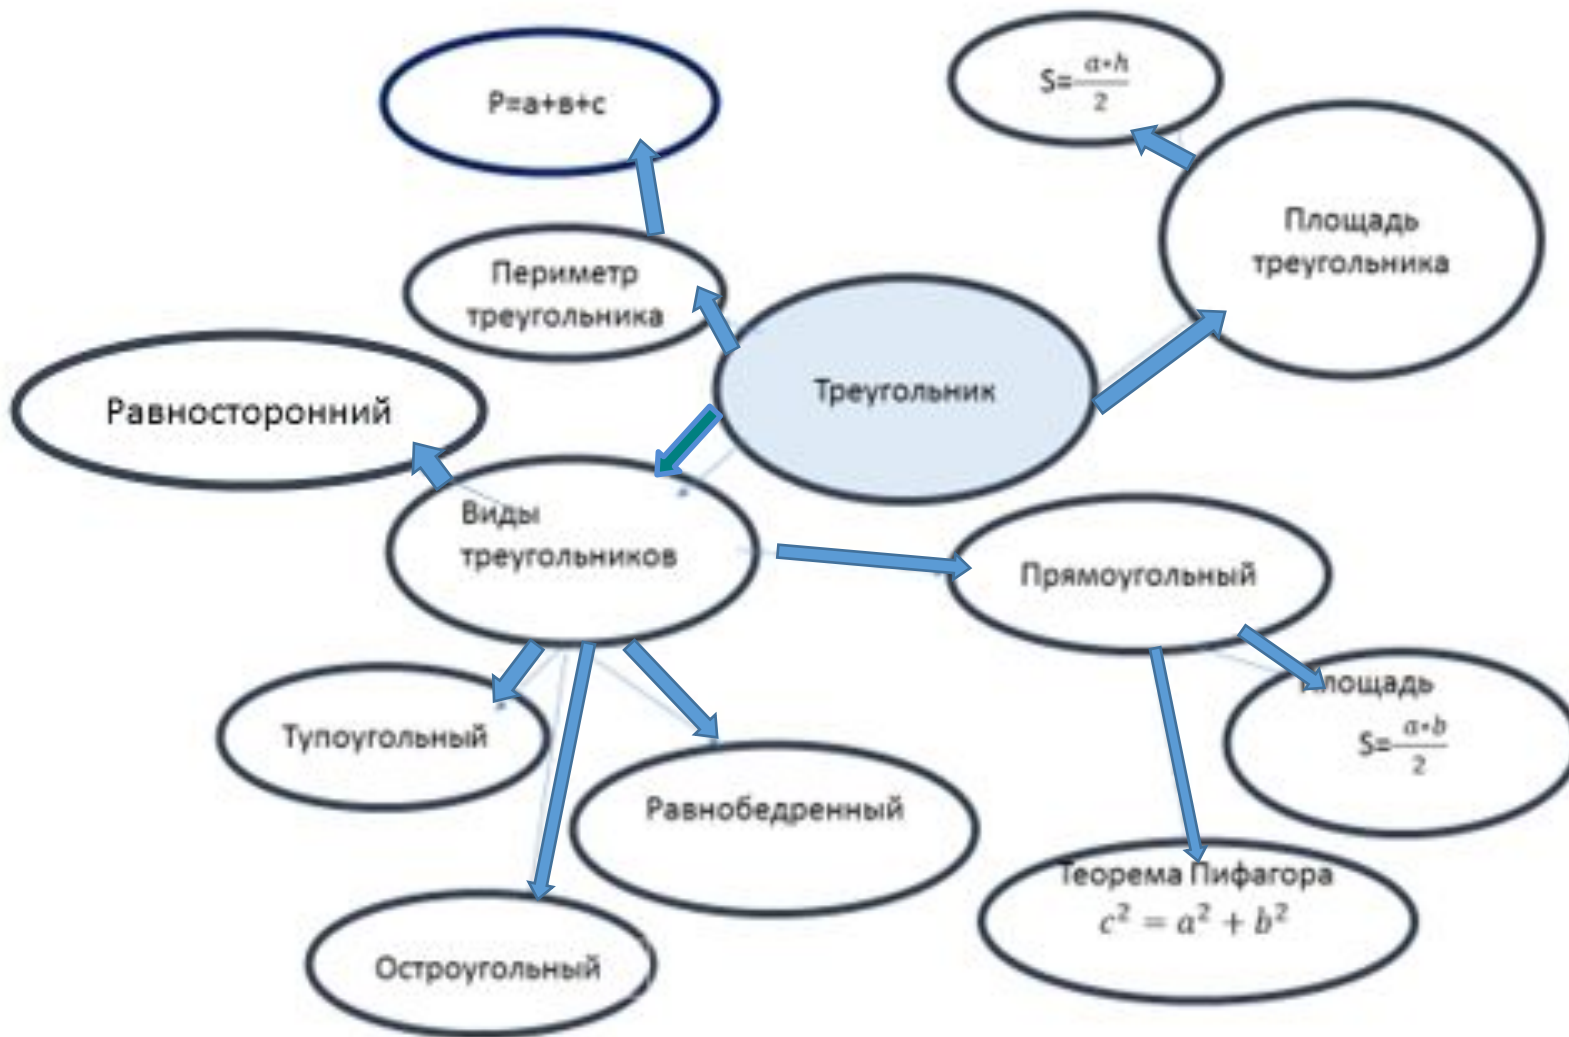 P=а+в+с
S= a∗h / 2
Площадь
треугольника
Периметр
треугольника
Треугольник
Равносторонний
Виды
треугольников
Прямоугольный
Площадь
S= a∗b / 2
Тупоугольный
Равнобедренный
Теорема Пифагора
c² = a² + b²
Остроугольный